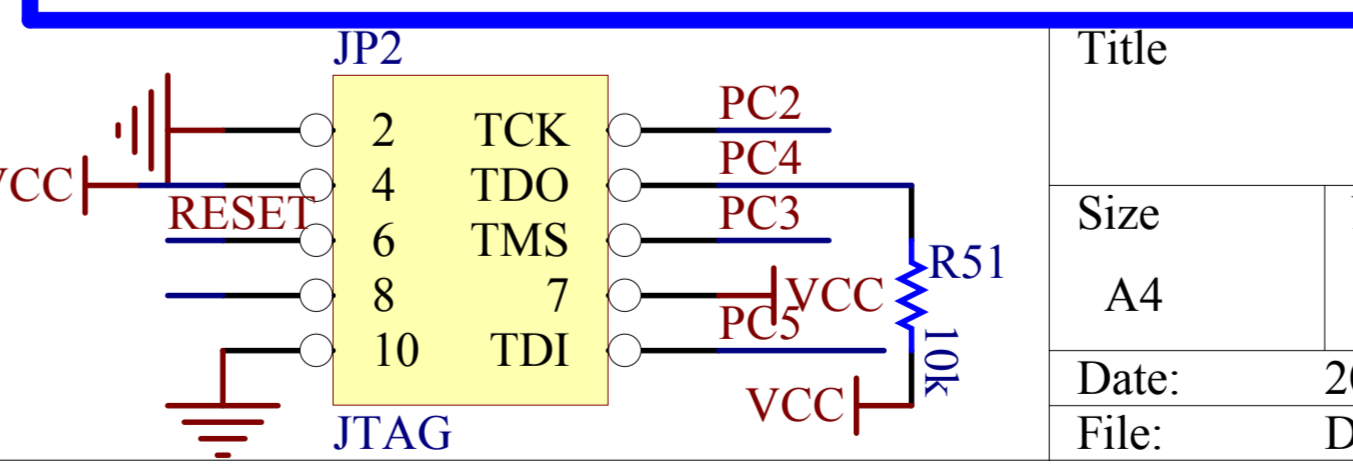 JP2
2 TCK PC2
VCC 4 TDO PC4
RESET 6 TMS PC3
8 7 VCC
10 TDI PC5
R51
10k
VCC
JTAG
Title
Size
A4
Date:
File: